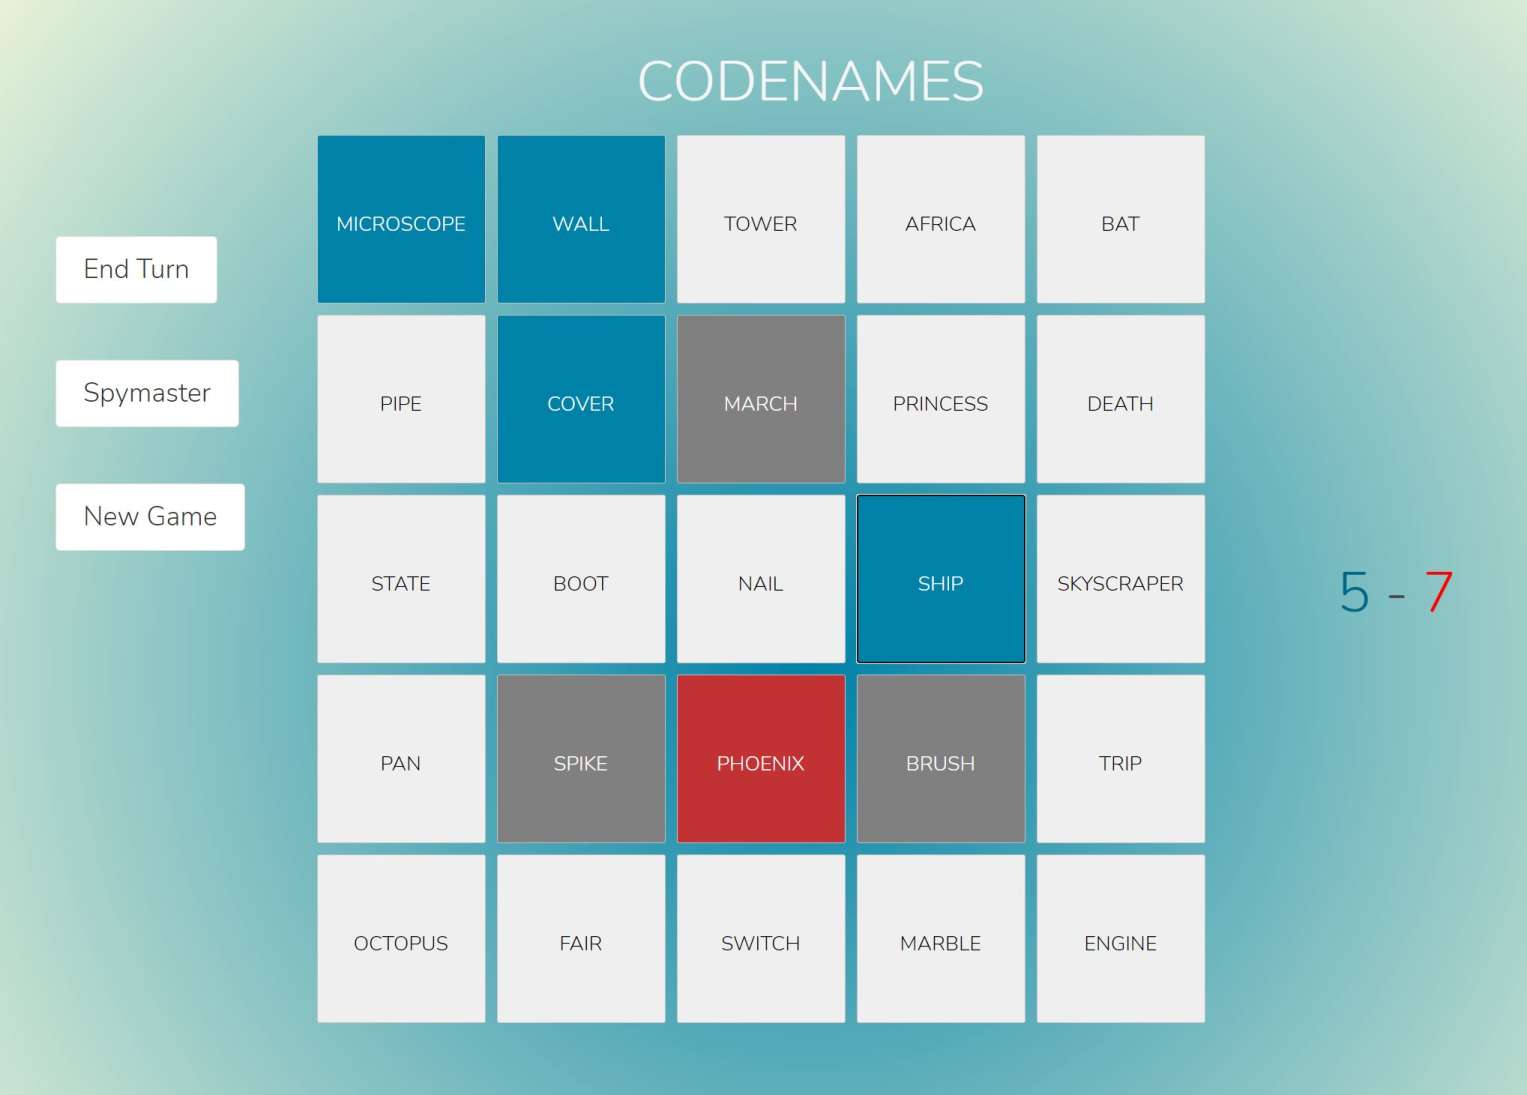 CODENAMES
MICROSCOPE WALL TOWER AFRICA BAT
End Turn
PIPE COVER MARCH PRINCESS DEATH
Spymaster
New Game
STATE BOOT NAIL SHIP SKYSCRAPER
5 - 7
PAN SPIKE PHOENIX BRUSH TRIP
OCTOPUS FAIR SWITCH MARBLE ENGINE